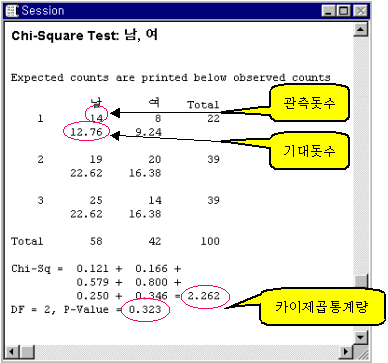 Session
Chi-Square Test: 남, 여
Expected counts are printed below observed counts
남 여 Total
1 14 8 22
12.76 9.24
2 19 20 39
22.62 16.38
3 25 14 39
22.62 16.38
Total 58 42 100
Chi-Sq = 0.121 + 0.166 +
0.579 + 0.800 +
0.250 + 0.346 = 2.262
DF = 2, P-Value = 0.323
관측돗수
기대돗수
카이제곱통계량